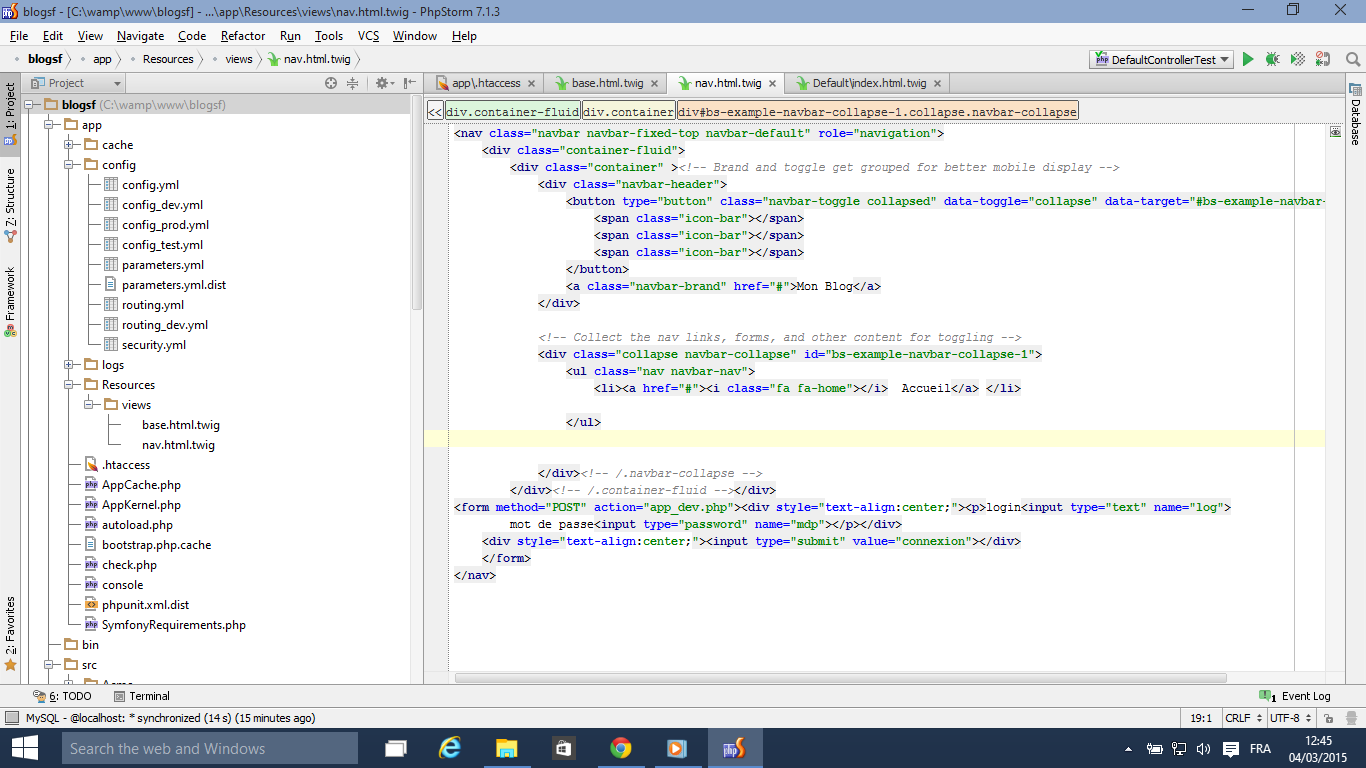 blogsf - [C:\wamp\www\blogsf] - ...\app\Resources\views\nav.html.twig - PhpStorm 7.1.3
File Edit View Navigate Code Refactor Run Tools VCS Window Help
blogsf app Resources views nav.html.twig DefaultControllerTest
Project app\.htaccess base.html.twig nav.html.twig Default\index.html.twig
1: Project
Z: Structure
Framework
2: Favorites
blogsf (C:\wamp\www\blogsf)
app
cache
config
config.yml
config_dev.yml
config_prod.yml
config_test.yml
parameters.yml
parameters.yml.dist
routing.yml
routing_dev.yml
security.yml
logs
Resources
views
base.html.twig
nav.html.twig
.htaccess
AppCache.php
AppKernel.php
autoload.php
bootstrap.php.cache
check.php
console
phpunit.xml.dist
SymfonyRequirements.php
bin
src
<< div.container-fluid div.container div#bs-example-navbar-collapse-1.collapse.navbar-collapse
<nav class="navbar navbar-fixed-top navbar-default" role="navigation">
<div class="container-fluid">
<div class="container" ><!-- Brand and toggle get grouped for better mobile display -->
<div class="navbar-header">
<button type="button" class="navbar-toggle collapsed" data-toggle="collapse" data-target="#bs-example-navbar-
<span class="icon-bar"></span>
<span class="icon-bar"></span>
<span class="icon-bar"></span>
</button>
<a class="navbar-brand" href="#">Mon Blog</a>
</div>
<!-- Collect the nav links, forms, and other content for toggling -->
<div class="collapse navbar-collapse" id="bs-example-navbar-collapse-1">
<ul class="nav navbar-nav">
<li><a href="#"><i class="fa fa-home"></i>  Accueil</a> </li>
</ul>
</div><!-- /.navbar-collapse -->
</div><!-- /.container-fluid --></div>
<form method="POST" action="app_dev.php"><div style="text-align:center;"><p>login<input type="text" name="log">
mot de passe<input type="password" name="mdp"></p></div>
<div style="text-align:center;"><input type="submit" value="connexion"></div>
</form>
</nav>
Database
6: TODO Terminal 1 Event Log
MySQL - @localhost: * synchronized (14 s) (15 minutes ago) 19:1 CRLF UTF-8
Search the web and Windows FRA 12:45
04/03/2015